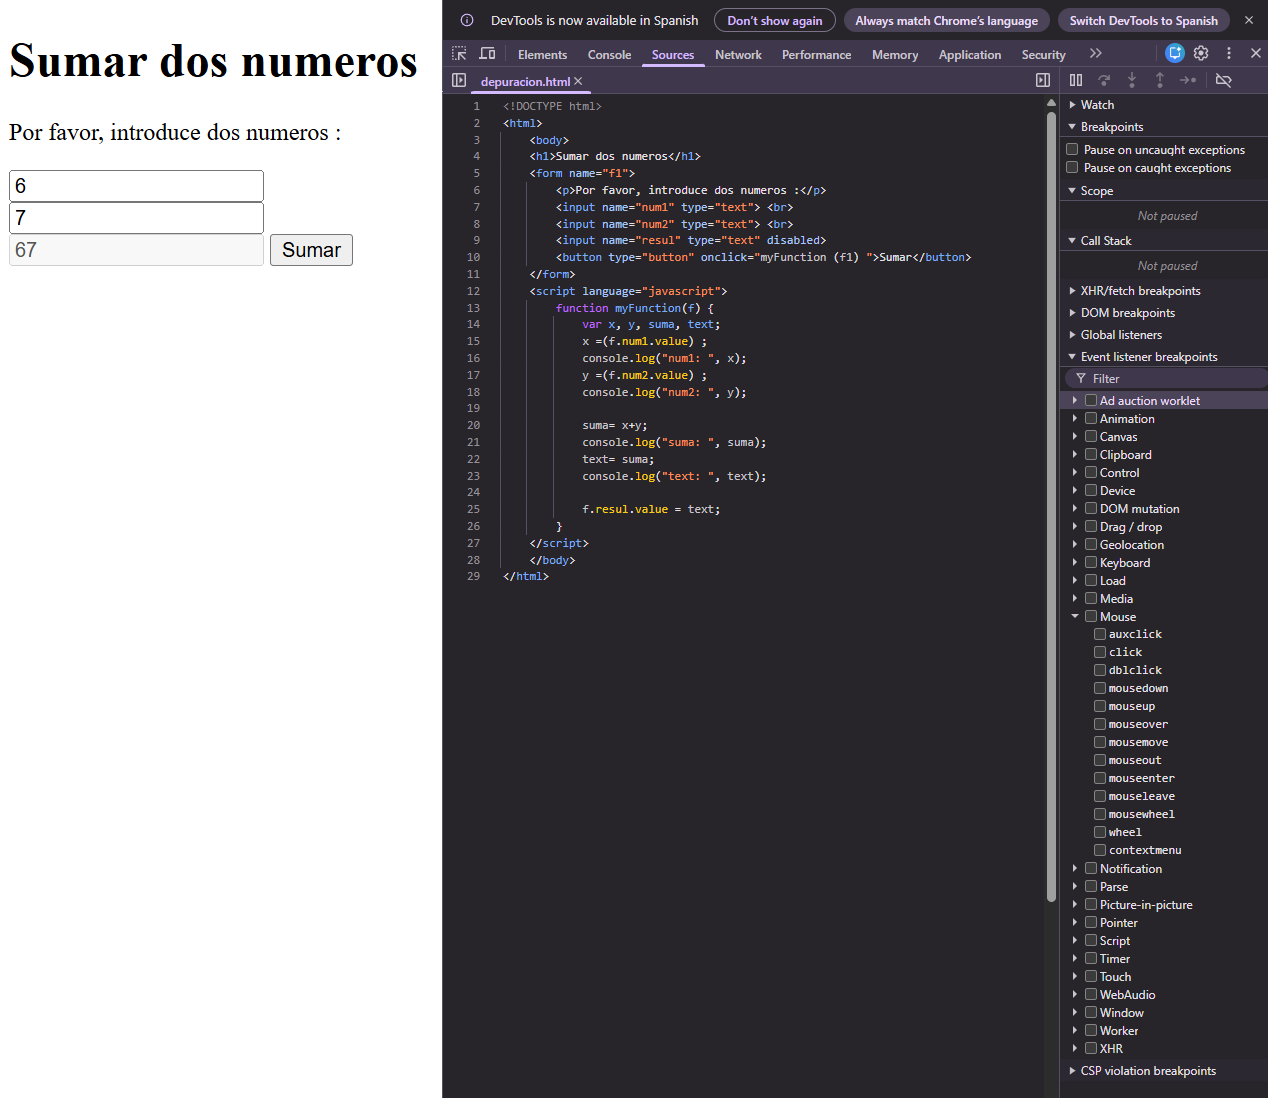 Sumar dos numeros
Por favor, introduce dos numeros :
6
7
67 Sumar
DevTools is now available in Spanish Don't show again Always match Chrome's language Switch DevTools to Spanish
Elements Console Sources Network Performance Memory Application Security
depuracion.html
1 <!DOCTYPE html>
2 <html>
3 <body>
4 <h1>Sumar dos numeros</h1>
5 <form name="f1">
6 <p>Por favor, introduce dos numeros :</p>
7 <input name="num1" type="text"> <br>
8 <input name="num2" type="text"> <br>
9 <input name="resul" type="text" disabled>
10 <button type="button" onclick="myFunction (f1) ">Sumar</button>
11 </form>
12 <script language="javascript">
13 function myFunction(f) {
14 var x, y, suma, text;
15 x =(f.num1.value) ;
16 console.log("num1: ", x);
17 y =(f.num2.value) ;
18 console.log("num2: ", y);
19
20 suma= x+y;
21 console.log("suma: ", suma);
22 text= suma;
23 console.log("text: ", text);
24
25 f.resul.value = text;
26 }
27 </script>
28 </body>
29 </html>
Watch
Breakpoints
Pause on uncaught exceptions
Pause on caught exceptions
Scope
Not paused
Call Stack
Not paused
XHR/fetch breakpoints
DOM breakpoints
Global listeners
Event listener breakpoints
Filter
Ad auction worklet
Animation
Canvas
Clipboard
Control
Device
DOM mutation
Drag / drop
Geolocation
Keyboard
Load
Media
Mouse
auxclick
click
dblclick
mousedown
mouseup
mouseover
mousemove
mouseout
mouseenter
mouseleave
mousewheel
wheel
contextmenu
Notification
Parse
Picture-in-picture
Pointer
Script
Timer
Touch
WebAudio
Window
Worker
XHR
CSP violation breakpoints